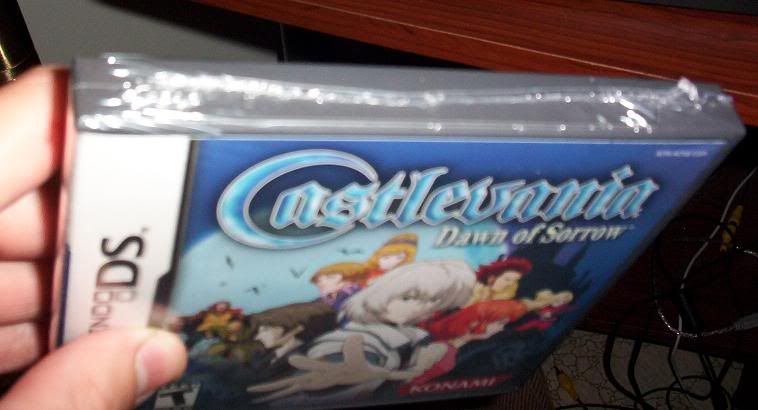 Castlevania
Dawn of Sorrow
DS
KONAMI
T